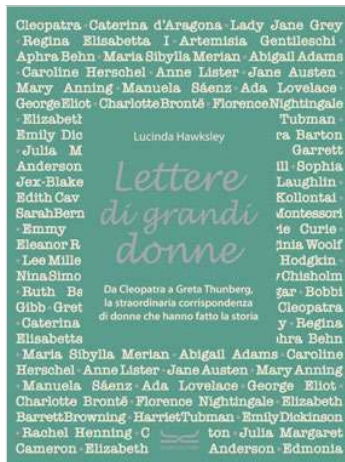 Cleopatra • Caterina d'Aragona • Lady Jane Grey
• Regina Elisabetta I • Artemisia Gentileschi •
Aphra Behn • Maria Sibylla Merian • Abigail Adams
• Caroline Herschel • Anne Lister • Jane Austen •
Mary Anning • Manuela Sáenz • Ada Lovelace •
George Eliot • Charlotte Brontë • Florence Nightingale
• Elizabeth Tubman •
Emily Dic ra Barton
• Julia M Garrett
Anderson ill • Sophia
Jex-Blake Laughlin •
Edith Cav Kollontai •
Sarah Bern Montessori
• Emmy ie Curie •
Eleanor R ginia Woolf
• Lee Mille Hodgkin •
Nina Simo y Chisholm
• Ruth Ba gar • Bobbi
Gibb • Gret Cleopatra
• Caterina y • Regina
Elisabetta hra Behn
Lucinda Hawksley
Lettere
di grandi
donne
Da Cleopatra a Greta Thunberg,
la straordinaria corrispondenza
di donne che hanno fatto la storia
• Maria Sibylla Merian • Abigail Adams • Caroline
Herschel • Anne Lister • Jane Austen • Mary Anning
• Manuela Sáenz • Ada Lovelace • George Eliot •
Charlotte Brontë • Florence Nightingale • Elizabeth
Barrett Browning • Harriet Tubman • Emily Dickinson
• Rachel Henning • C ton • Julia Margaret
Cameron • Elizabeth Anderson • Edmonia